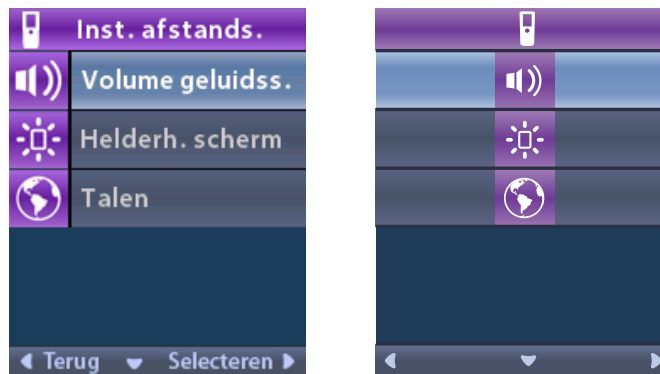 Inst. afstands.
Volume geluidss.
Helderh. scherm
Talen
Terug Selecteren